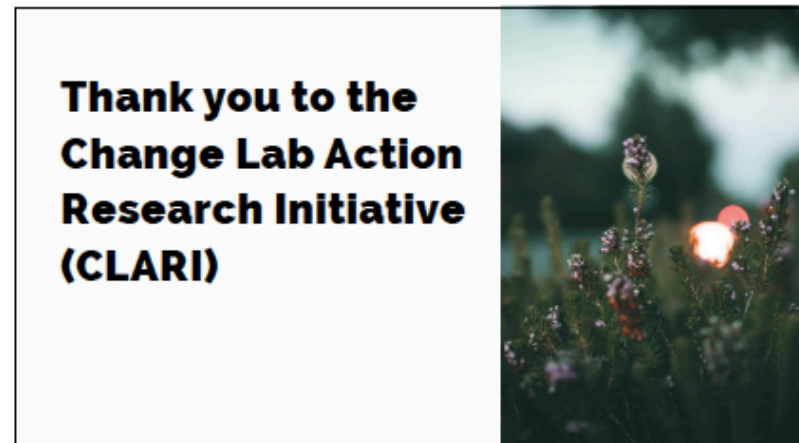 Thank you to the
Change Lab Action
Research Initiative
(CLARI)